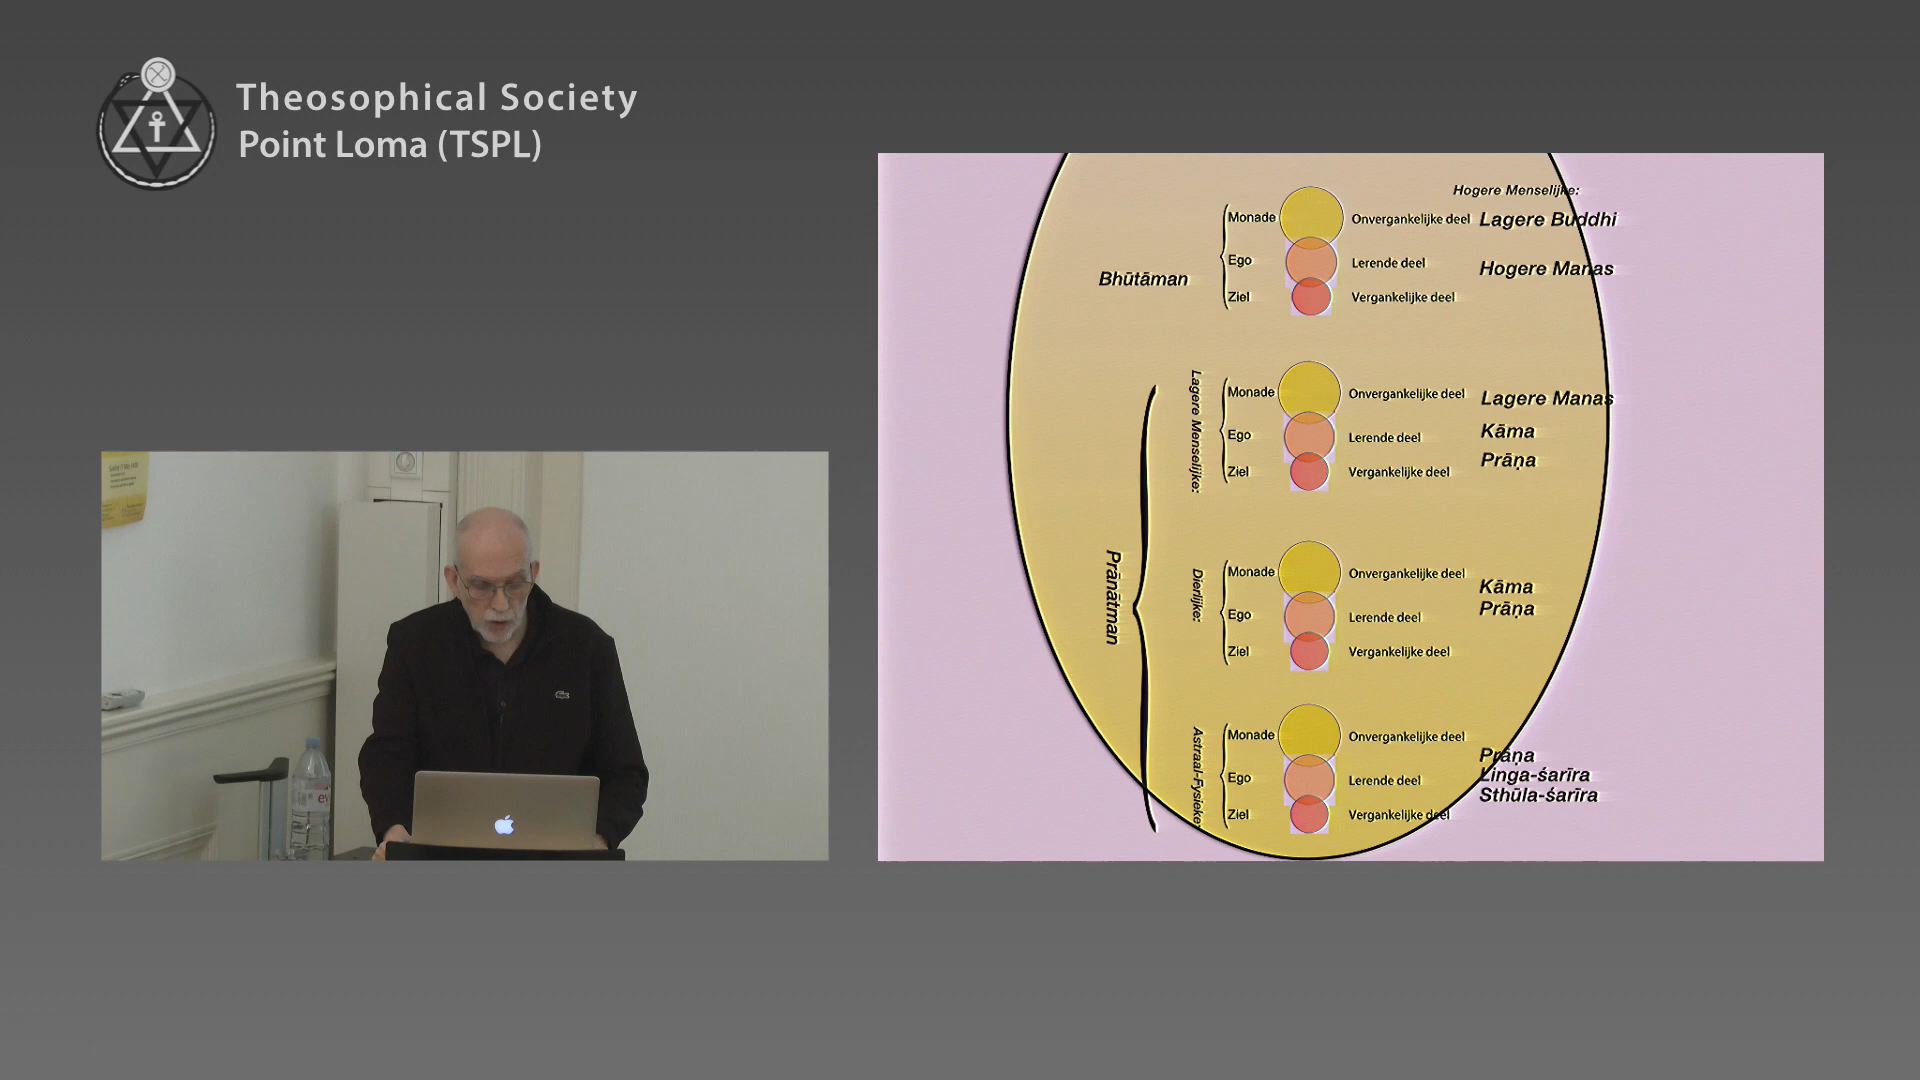 Theosophical Society
Point Loma (TSPL)
Hogere Menselijke:
Monade
Onvergankelijke deel
Lagere Buddhi
Ego
Lerende deel
Hogere Manas
Bhūtāman
Ziel
Vergankelijke deel
Lagere Menselijke:
Monade
Onvergankelijke deel
Lagere Manas
Ego
Lerende deel
Kāma
Ziel
Vergankelijke deel
Prāṇa
Prānātman
Dierlijke:
Monade
Onvergankelijke deel
Kāma
Ego
Lerende deel
Prāṇa
Ziel
Vergankelijke deel
Astraal-Fysieke:
Monade
Onvergankelijke deel
Prāṇa
Ego
Lerende deel
Linga-śarīra
Sthūla-śarīra
Ziel
Vergankelijke deel